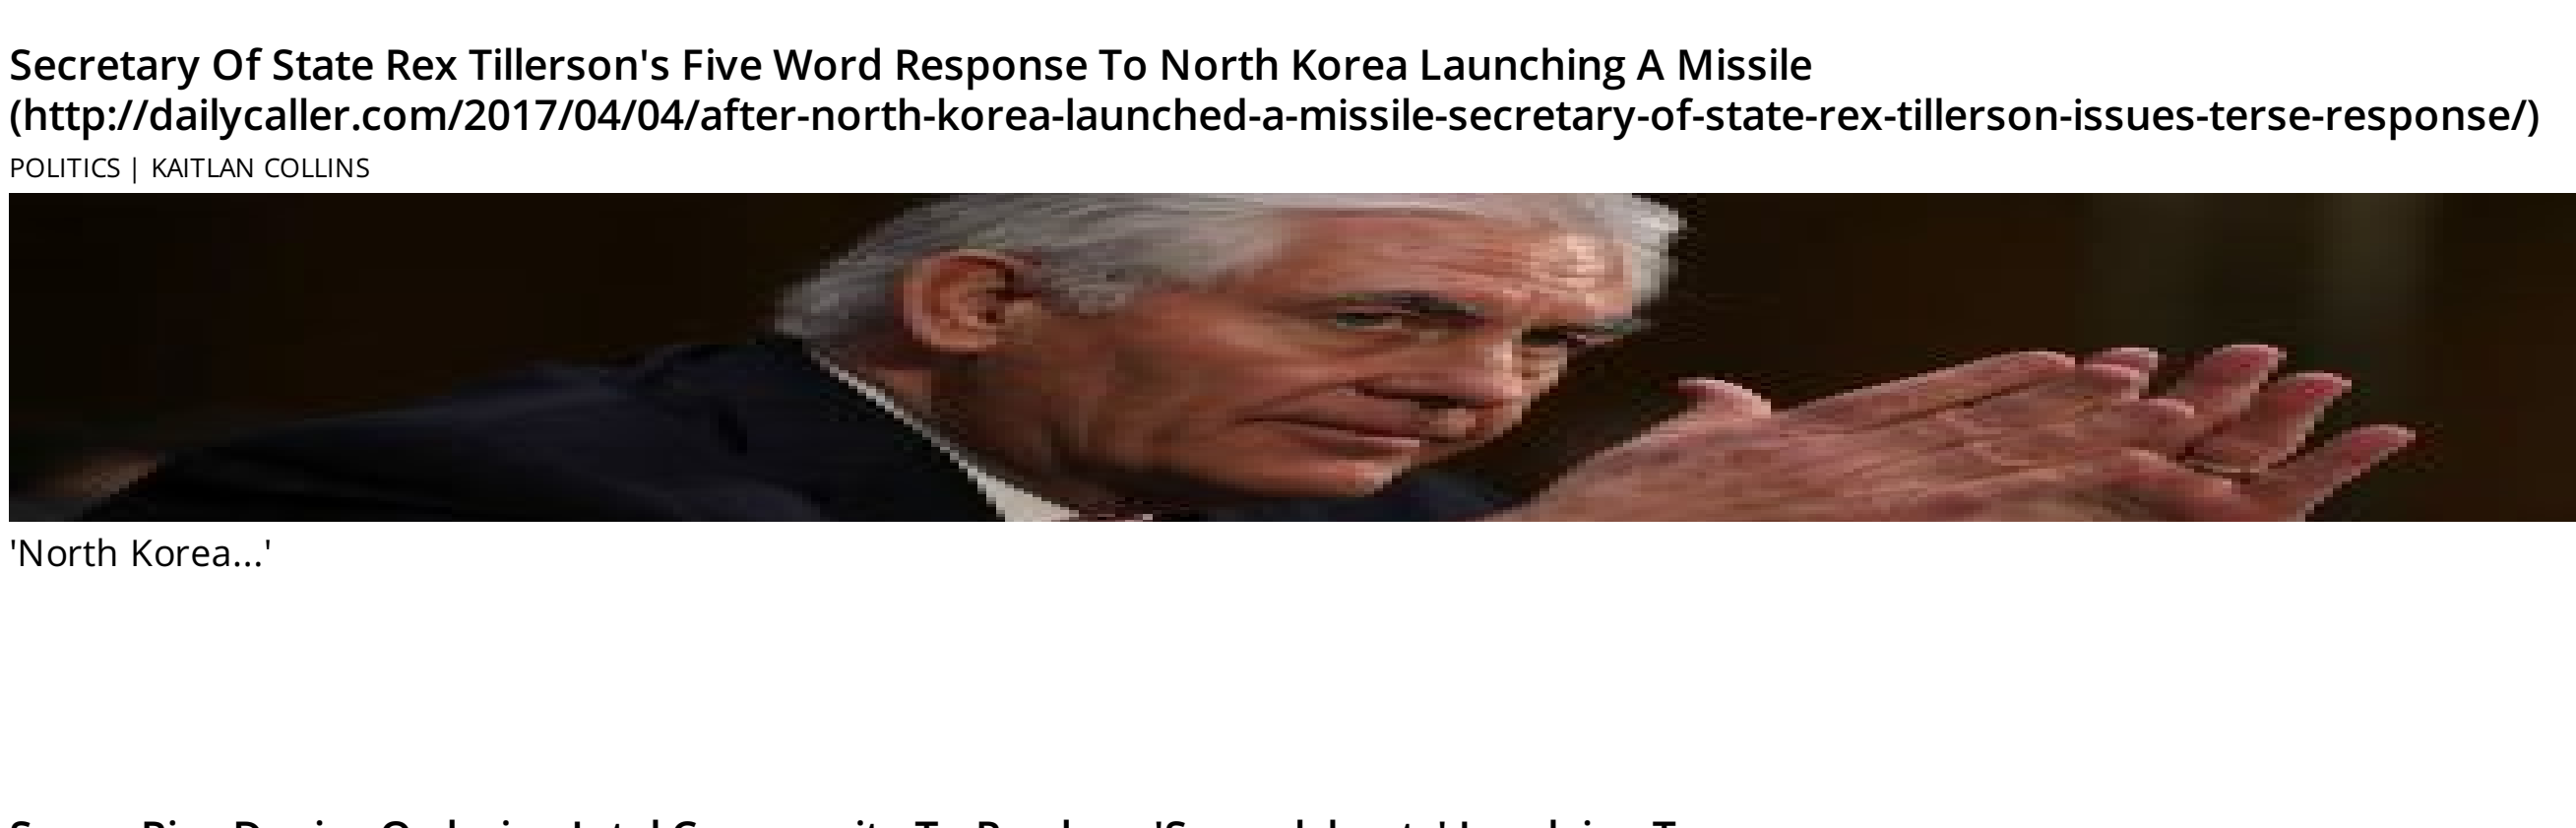 Secretary Of State Rex Tillerson's Five Word Response To North Korea Launching A Missile
(http://dailycaller.com/2017/04/04/after-north-korea-launched-a-missile-secretary-of-state-rex-tillerson-issues-terse-response/)
POLITICS | KAITLAN COLLINS
'North Korea...'